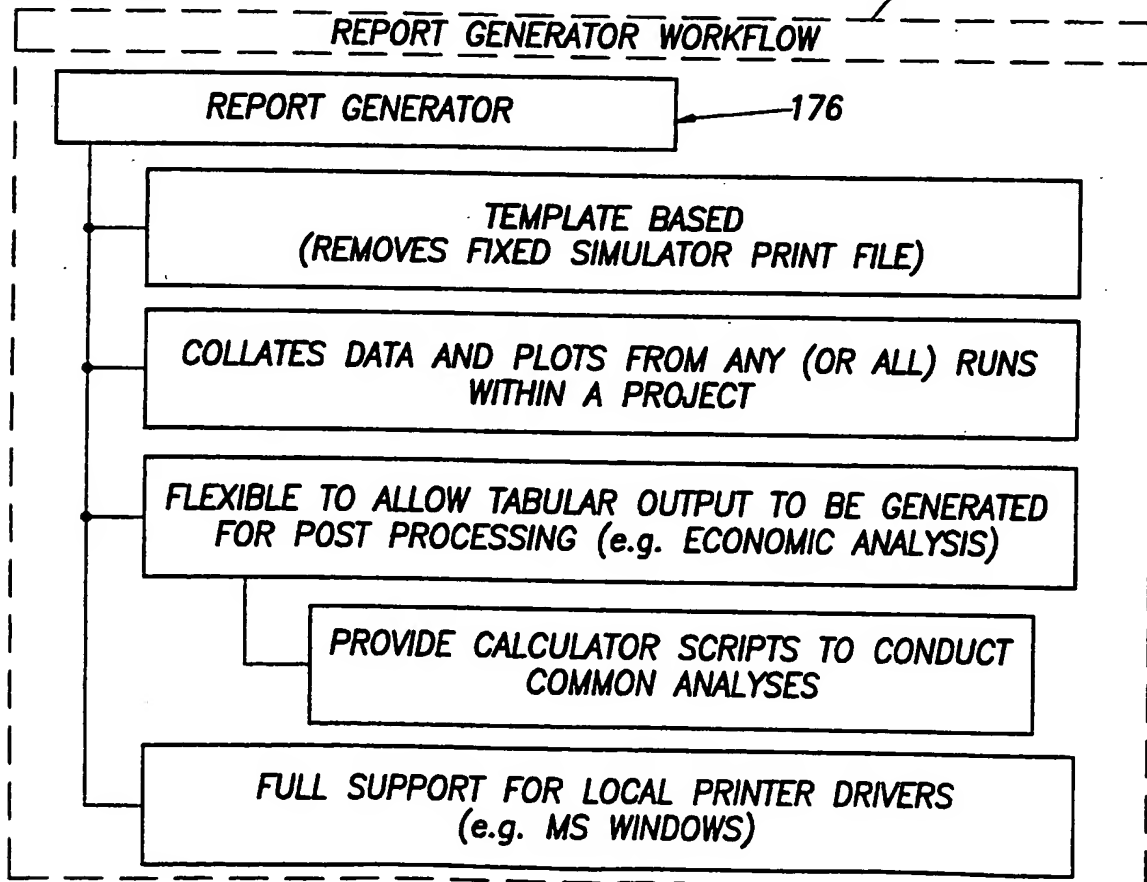 REPORT GENERATOR WORKFLOW
REPORT GENERATOR
176
TEMPLATE BASED
(REMOVES FIXED SIMULATOR PRINT FILE)
COLLATES DATA AND PLOTS FROM ANY (OR ALL) RUNS
WITHIN A PROJECT
FLEXIBLE TO ALLOW TABULAR OUTPUT TO BE GENERATED
FOR POST PROCESSING (e.g. ECONOMIC ANALYSIS)
PROVIDE CALCULATOR SCRIPTS TO CONDUCT
COMMON ANALYSES
FULL SUPPORT FOR LOCAL PRINTER DRIVERS
(e.g. MS WINDOWS)